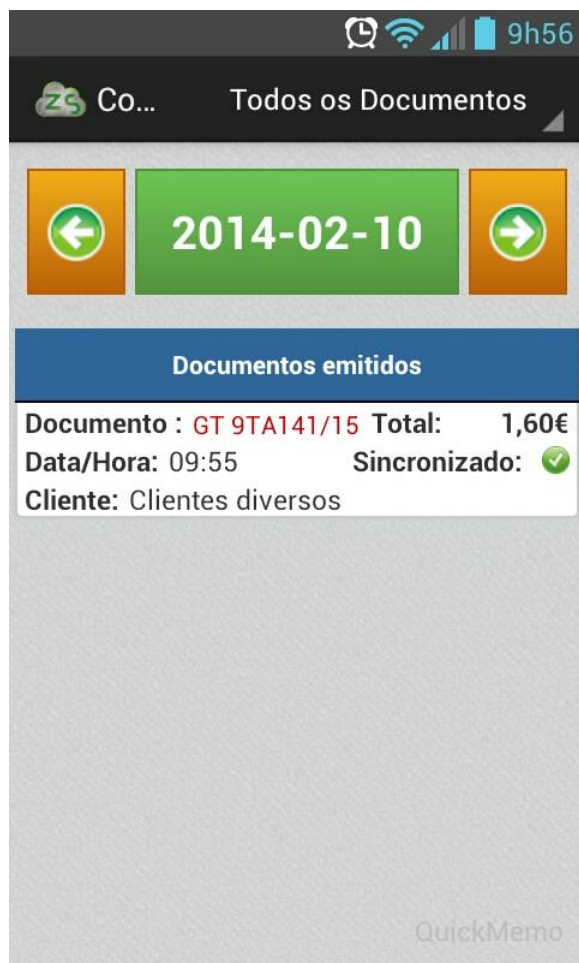 9h56
ZS Co... Todos os Documentos
2014-02-10
Documentos emitidos
Documento : GT 9TA141/15 Total: 1,60€
Data/Hora: 09:55 Sincronizado:
Cliente: Clientes diversos
QuickMemo